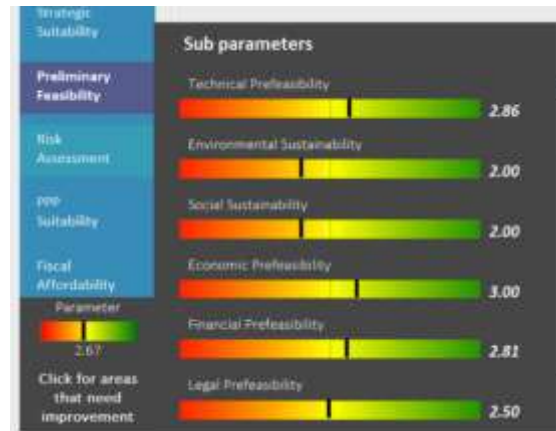 Strategic
Suitability
Preliminary
Feasibility
Risk
Assessment
PPP
Suitability
Fiscal
Affordability
Parameter
2.67
Click for areas
that need
improvement
Sub parameters
Technical Prefeasibility
2.86
Environmental Sustainability
2.00
Social Sustainability
2.00
Economic Prefeasibility
3.00
Financial Prefeasibility
2.81
Legal Prefeasibility
2.50